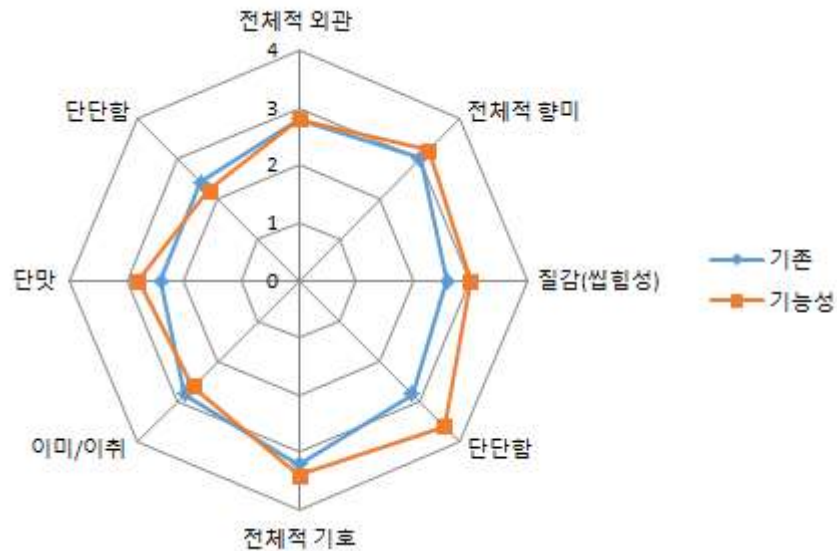 전체적 외관
4
단단함
전체적 향미
3
2
1
단맛
0
질감(씹힘성)
기존
기능성
이미/이취
단단함
전체적 기호